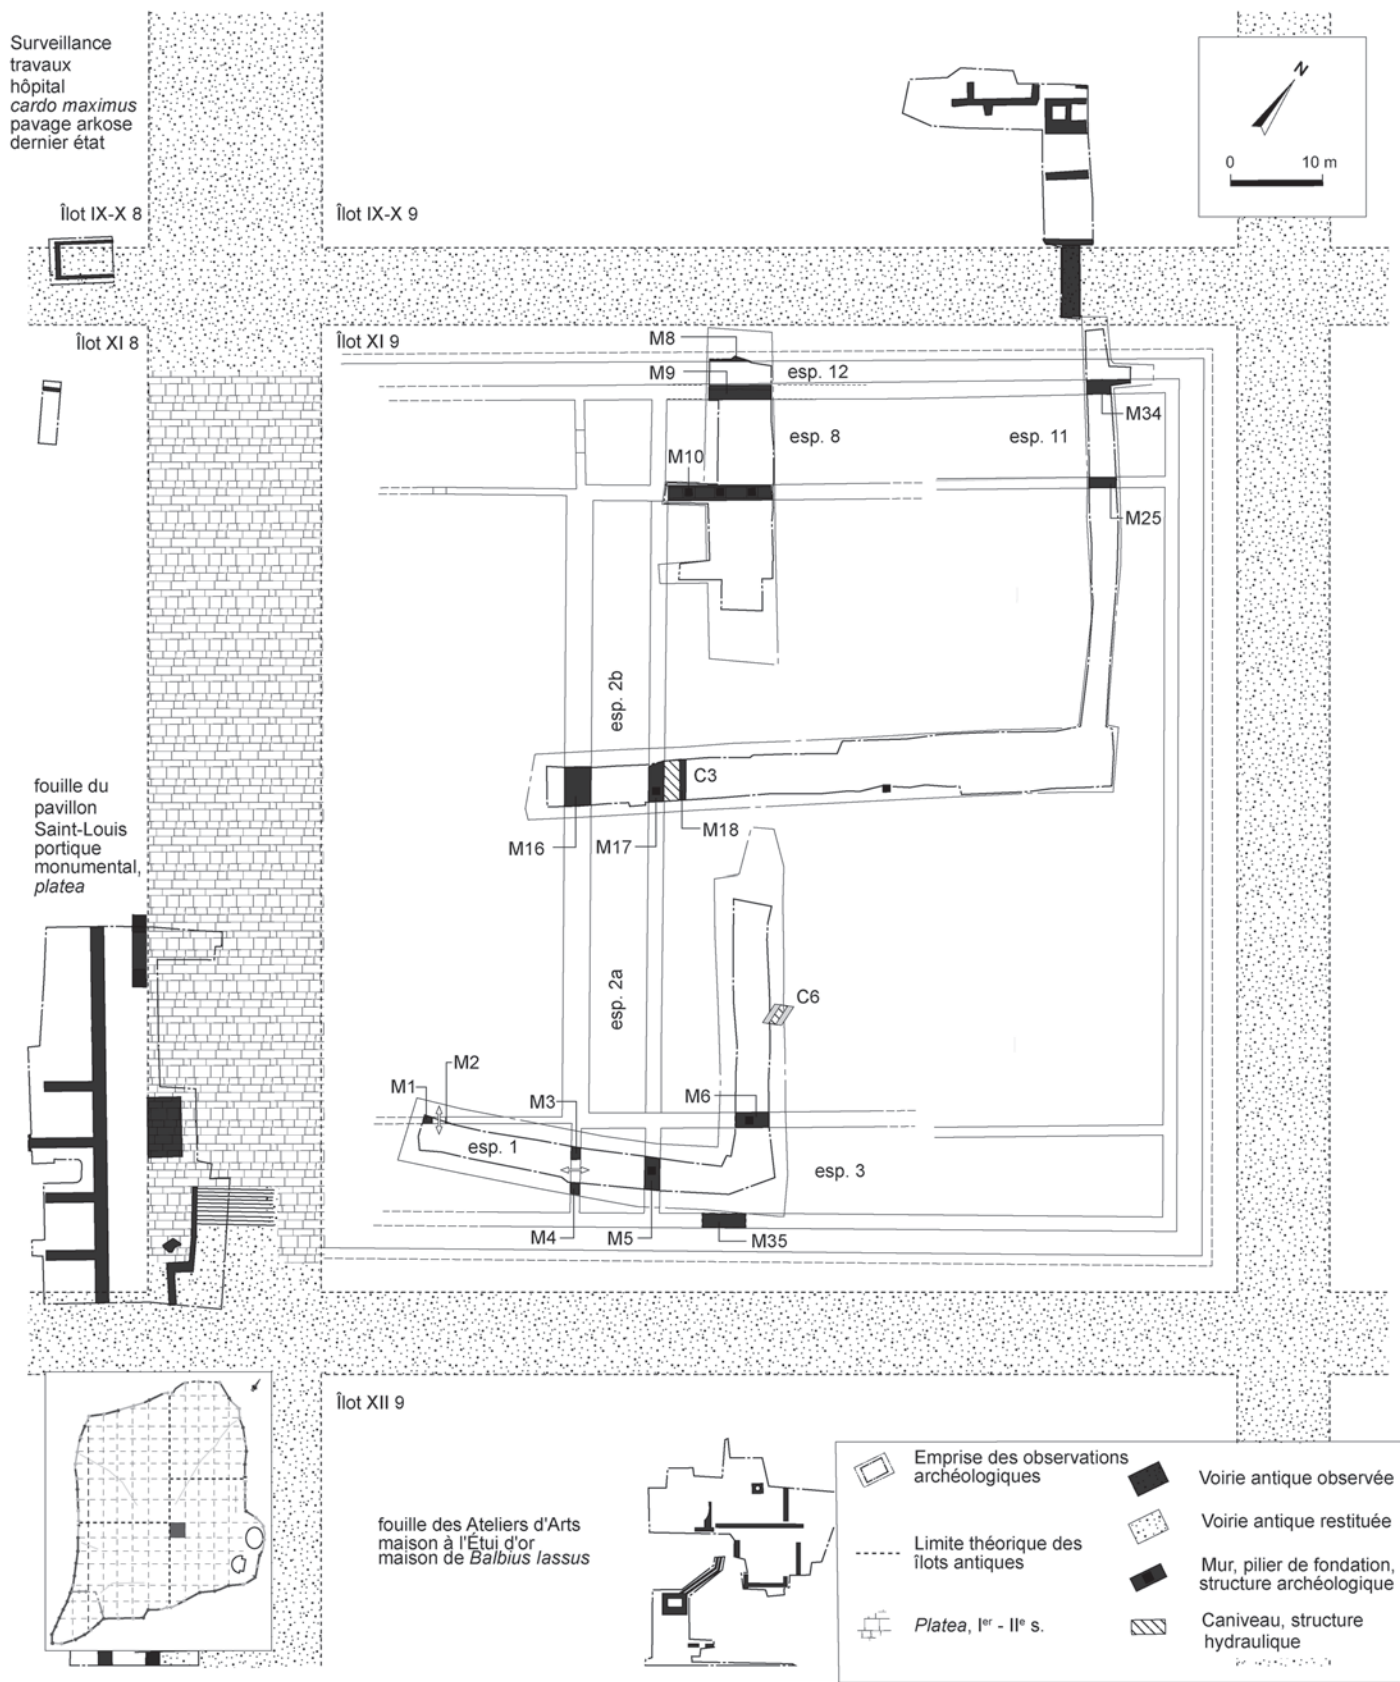 Surveillance
travaux
hôpital
cardo maximus
pavage arkose
dernier état
N
0 10 m
Îlot IX-X 8
Îlot IX-X 9
Îlot XI 8
Îlot XI 9
M8
esp. 12
M9
M34
esp. 8
esp. 11
M10
M25
esp. 2b
C3
M18
M16
M17
fouille du
pavillon
Saint-Louis
portique
monumental,
platea
esp. 2a
C6
M2
M1
M3
M6
esp. 1
esp. 3
M4
M5
M35
Îlot XII 9
fouille des Ateliers d'Arts
maison à l'Étui d'or
maison de Balbius lassus
Emprise des observations
archéologiques
Limite théorique des
îlots antiques
Platea, Ier - IIe s.
Voirie antique observée
Voirie antique restituée
Mur, pilier de fondation,
structure archéologique
Caniveau, structure
hydraulique